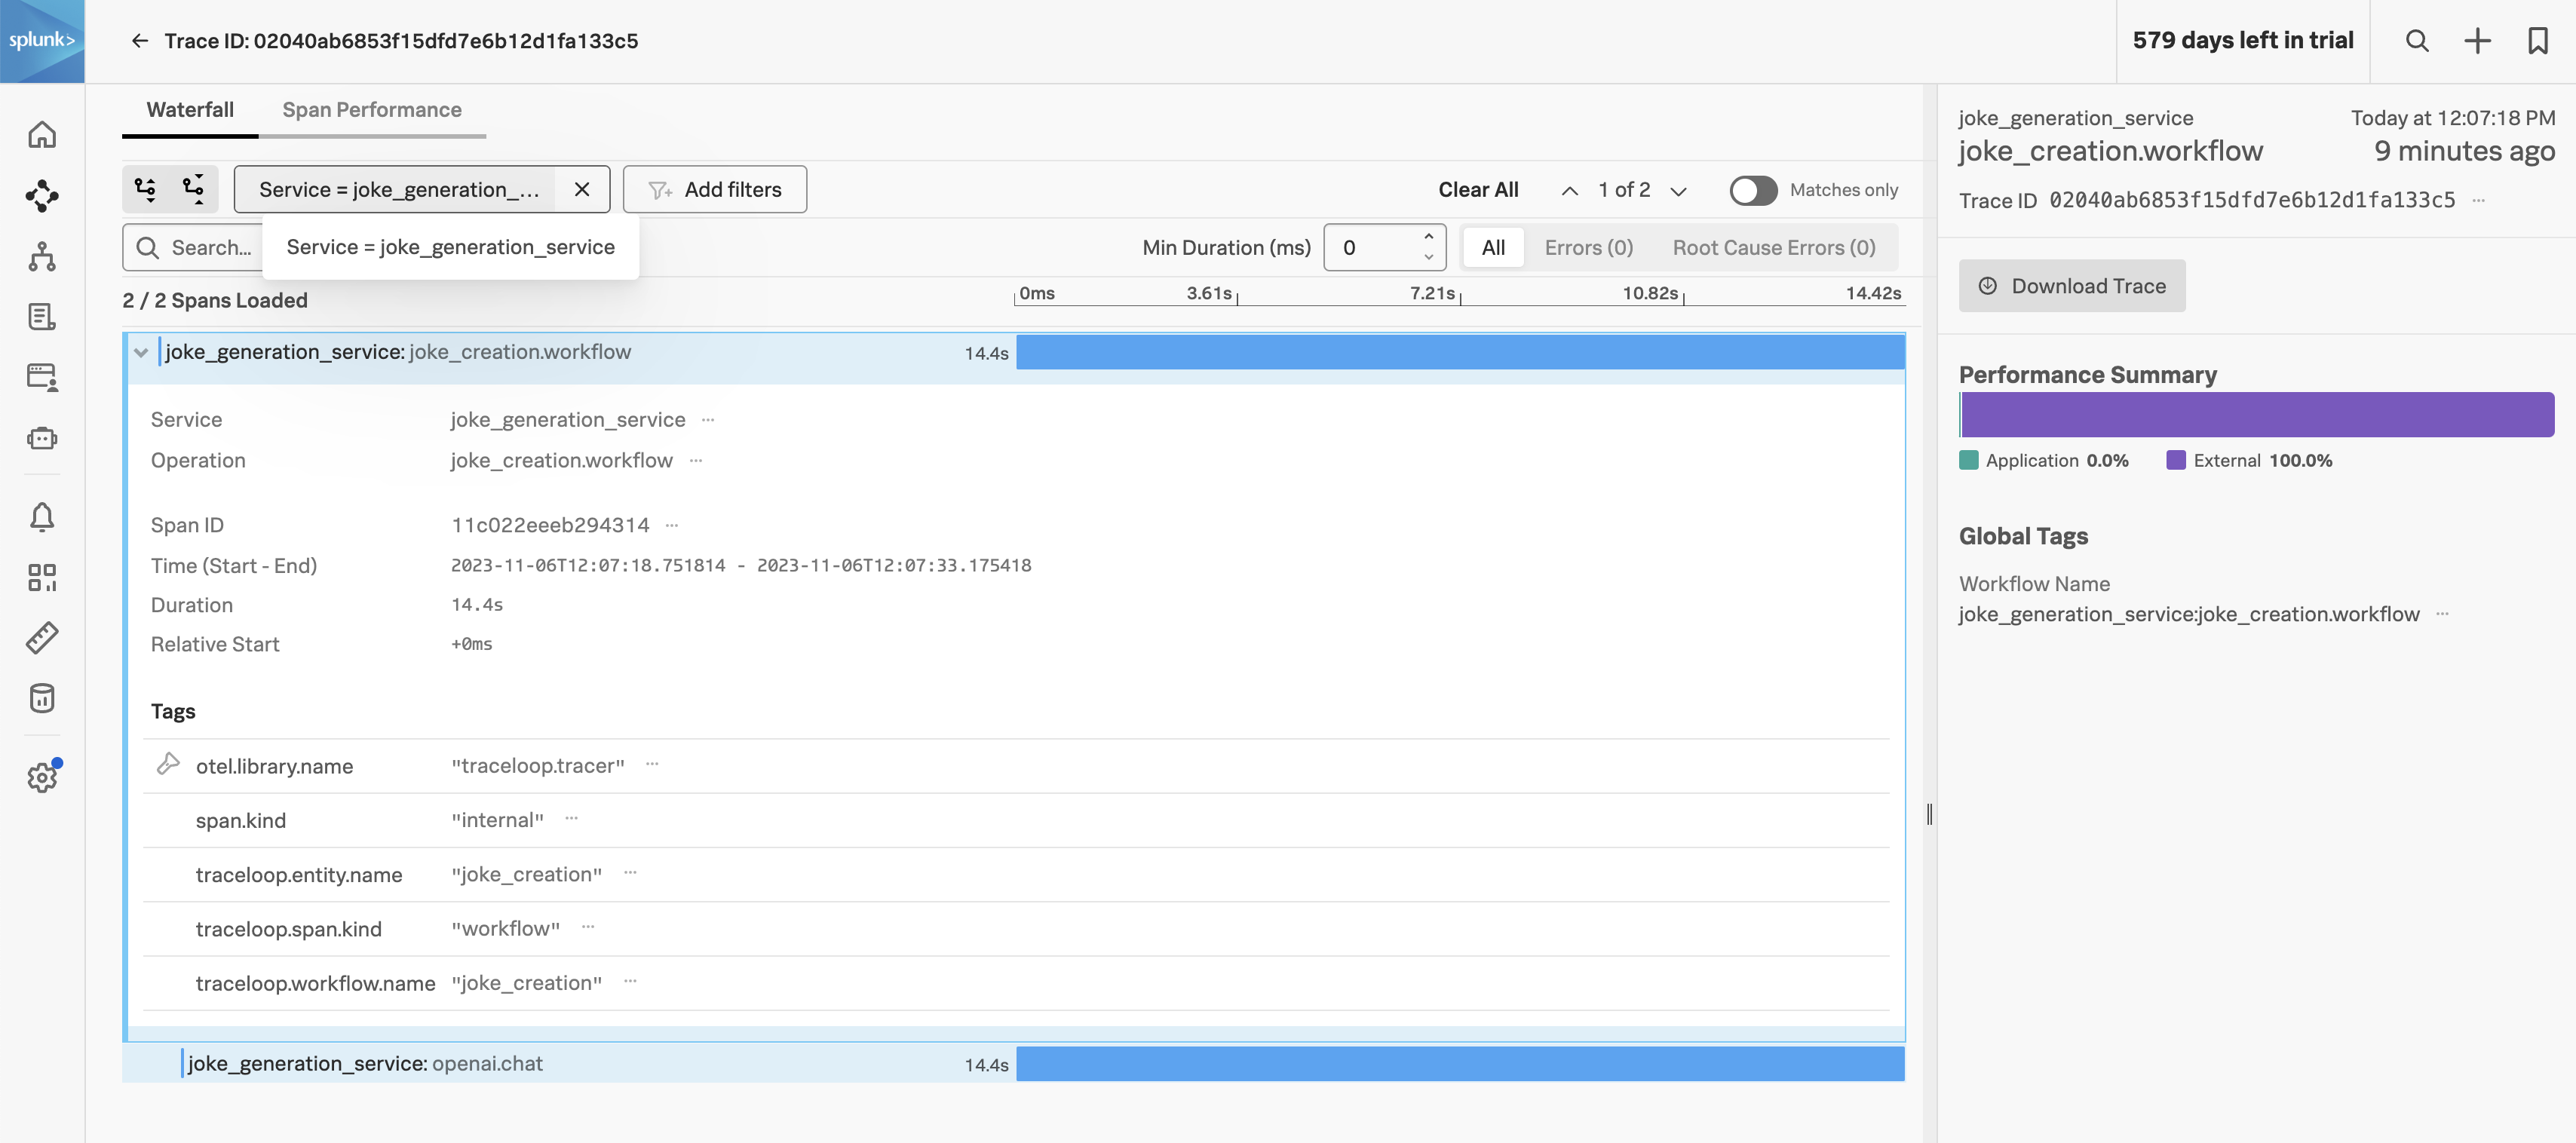 splunk>
Trace ID: 02040ab6853f15dfd7e6b12d1fa133c5
579 days left in trial
Waterfall
Span Performance
Service = joke_generation_...
Add filters
Clear All
1 of 2
Matches only
Search...
Service = joke_generation_service
Min Duration (ms)
0
All
Errors (0)
Root Cause Errors (0)
2 / 2 Spans Loaded
0ms
3.61s
7.21s
10.82s
14.42s
joke_generation_service: joke_creation.workflow
14.4s
Service
joke_generation_service ...
Operation
joke_creation.workflow ...
Span ID
11c022eeeb294314 ...
Time (Start - End)
2023-11-06T12:07:18.751814 - 2023-11-06T12:07:33.175418
Duration
14.4s
Relative Start
+0ms
Tags
otel.library.name
"traceloop.tracer" ...
span.kind
"internal" ...
traceloop.entity.name
"joke_creation" ...
traceloop.span.kind
"workflow" ...
traceloop.workflow.name
"joke_creation" ...
joke_generation_service: openai.chat
14.4s
joke_generation_service
Today at 12:07:18 PM
joke_creation.workflow
9 minutes ago
Trace ID 02040ab6853f15dfd7e6b12d1fa133c5 ...
Download Trace
Performance Summary
Application 0.0%
External 100.0%
Global Tags
Workflow Name
joke_generation_service:joke_creation.workflow ...